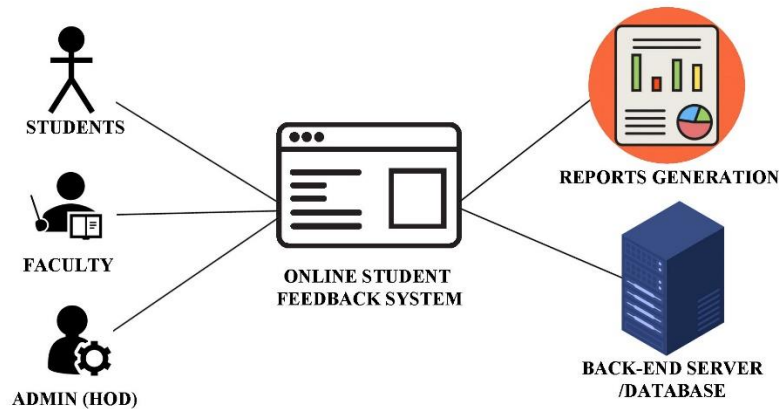 STUDENTS
FACULTY
ADMIN (HOD)
ONLINE STUDENT
FEEDBACK SYSTEM
REPORTS GENERATION
BACK-END SERVER
/DATABASE